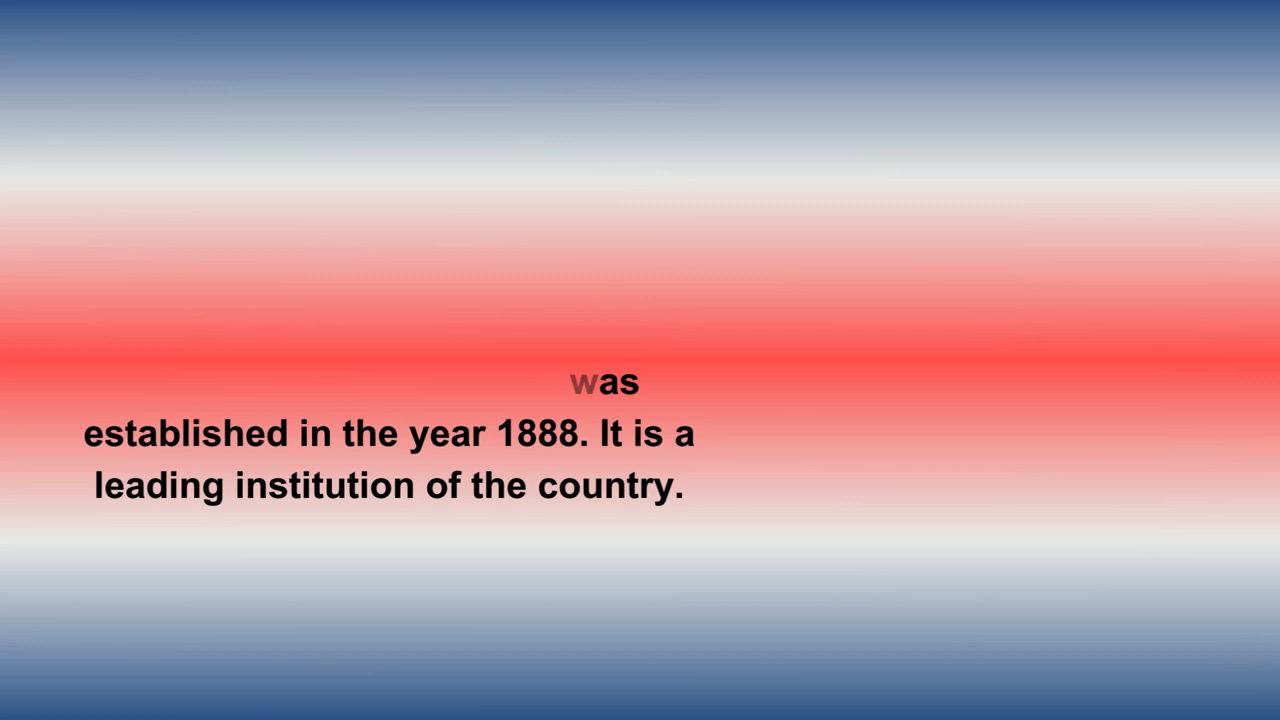 was
established in the year 1888. It is a
leading institution of the country.